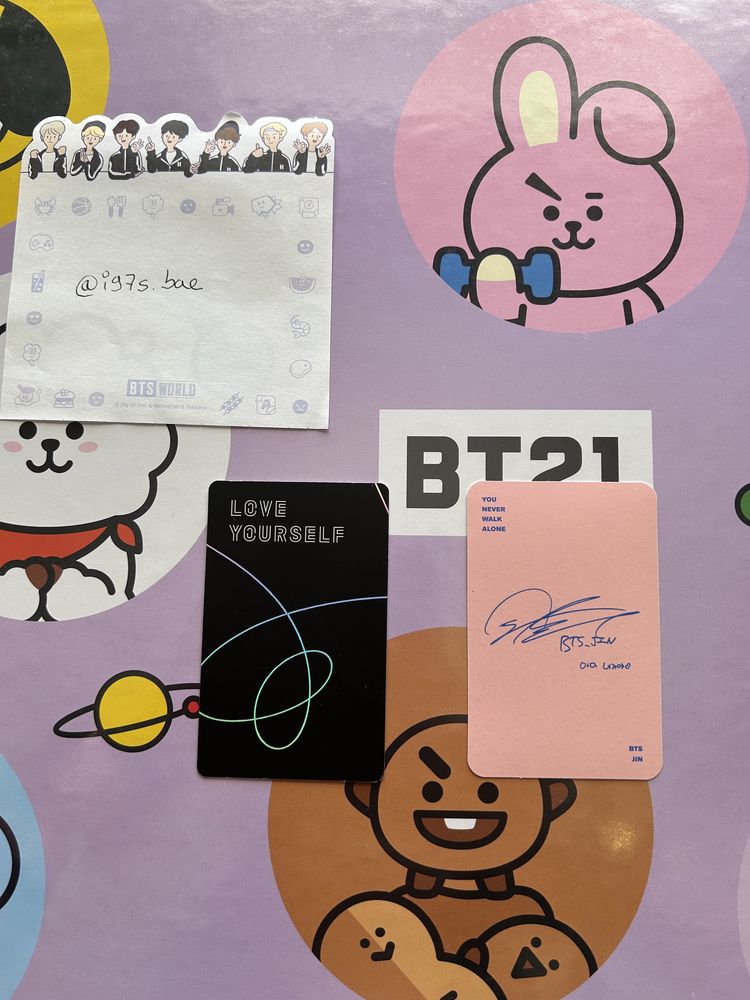 @i97s.bae
BTS WORLD
BT21
LOVE
YOURSELF
YOU
NEVER
WALK
ALONE
BTS_JIN
BTS
JIN